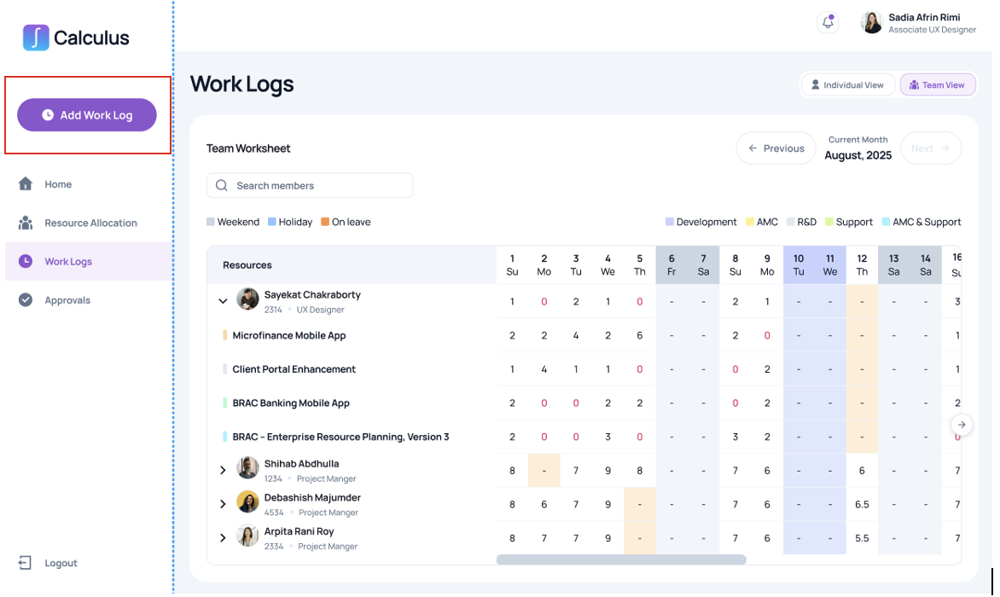 Calculus
Sadia Afrin Rimi
Associate UX Designer
Add Work Log
Home
Resource Allocation
Work Logs
Approvals
Logout
Work Logs
Individual View
Team View
Team Worksheet
Previous
Current Month
August, 2025
Next
Search members
Weekend Holiday On leave
Development AMC R&D Support AMC & Support
Resources 1 2 3 4 5 6 7 8 9 10 11 12 13 14 16
Su Mo Tu We Th Fr Sa Su Mo Tu We Th Sa Sa Su
Sayekat Chakraborty
2314 • UX Designer
1 0 2 1 0 - - 2 1 - - - - - 3
Microfinance Mobile App 2 2 4 2 6 - - 2 0 - - - - - 1
Client Portal Enhancement 1 4 1 1 0 - - 0 2 - - - - - 1
BRAC Banking Mobile App 2 0 0 2 2 - - 0 2 - - - - - 2
BRAC – Enterprise Resource Planning, Version 3 2 0 0 3 0 - - 3 2 - - - - - 0
Shihab Abdhulla
1234 • Project Manger
8 - 7 9 8 - - 7 6 - - 6 - - 7
Debashish Majumder
4534 • Project Manger
8 6 7 9 - - - 7 6 - - 6.5 - - 7
Arpita Rani Roy
2334 • Project Manger
8 7 7 9 - - - 7 6 - - 5.5 - - 7